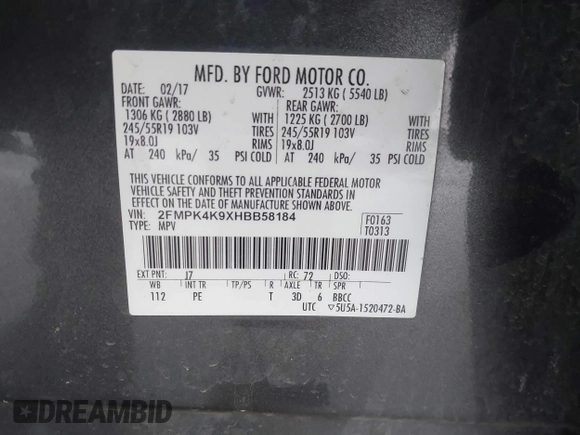 MFD. BY FORD MOTOR CO.
DATE: 02/17 GVWR: 2513 KG ( 5540 LB)
FRONT GAWR: REAR GAWR:
1306 KG ( 2880 LB) WITH 1225 KG ( 2700 LB) WITH
245/55R19 103V TIRES 245/55R19 103V TIRES
19x8.0J RIMS 19x8.0J RIMS
AT 240 kPa/ 35 PSI COLD AT 240 kPa/ 35 PSI COLD
THIS VEHICLE CONFORMS TO ALL APPLICABLE FEDERAL MOTOR
VEHICLE SAFETY AND THEFT PREVENTION STANDARDS IN
EFFECT ON THE DATE OF MANUFACTURE SHOWN ABOVE.
VIN: 2FMPK4K9XHBB58184 F0163
TYPE: MPV T0313
EXT PNT: J7 RC: 72 DSO:
WB INT TR TP/PS R AXLE TR SPR
112 PE T 3D 6 BBCC
UTC ▽5U5A-1520472-BA
DREAMBID